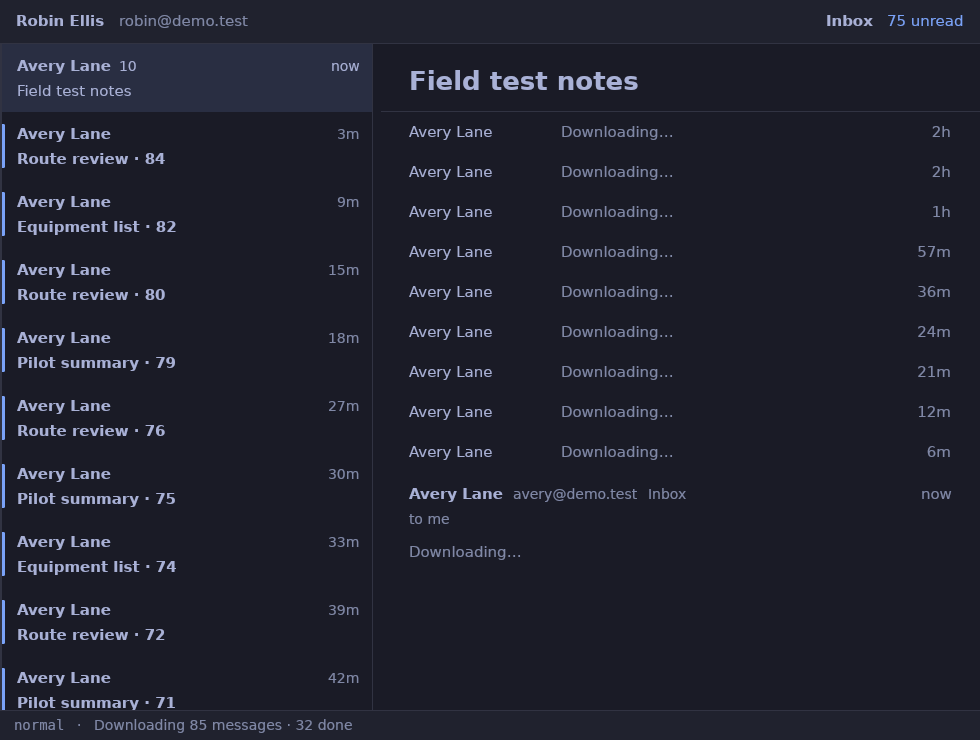 Robin Ellis robin@demo.test Inbox 75 unread
Avery Lane 10 now
Field test notes
Avery Lane 3m
Route review · 84
Avery Lane 9m
Equipment list · 82
Avery Lane 15m
Route review · 80
Avery Lane 18m
Pilot summary · 79
Avery Lane 27m
Route review · 76
Avery Lane 30m
Pilot summary · 75
Avery Lane 33m
Equipment list · 74
Avery Lane 39m
Route review · 72
Avery Lane 42m
Pilot summary · 71
Field test notes
Avery Lane Downloading… 2h
Avery Lane Downloading… 2h
Avery Lane Downloading… 1h
Avery Lane Downloading… 57m
Avery Lane Downloading… 36m
Avery Lane Downloading… 24m
Avery Lane Downloading… 21m
Avery Lane Downloading… 12m
Avery Lane Downloading… 6m
Avery Lane avery@demo.test Inbox now
to me
Downloading…
normal · Downloading 85 messages · 32 done